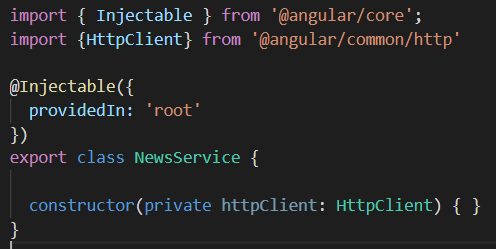 import { Injectable } from '@angular/core';
import {HttpClient} from '@angular/common/http'
@Injectable({
  providedIn: 'root'
})
export class NewsService {
  constructor(private httpClient: HttpClient) { }
}